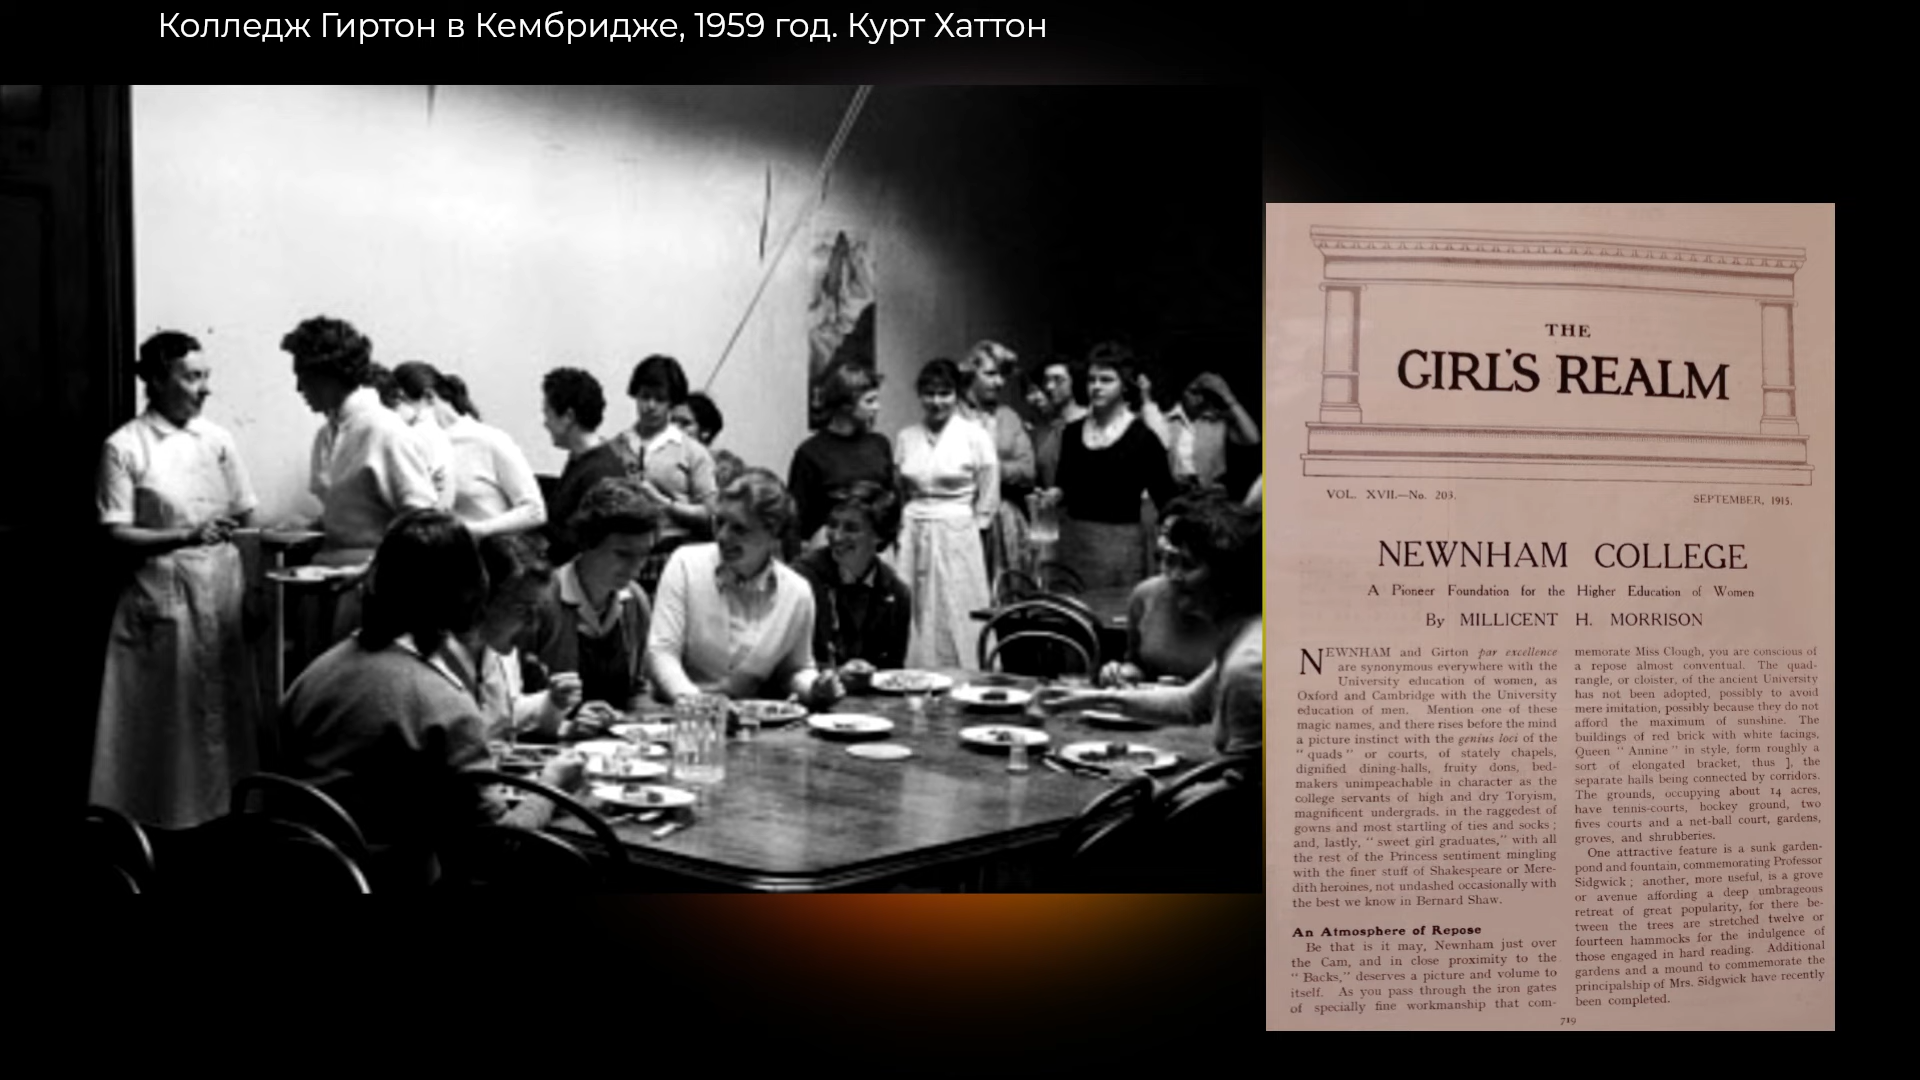 Колледж Гиртон в Кембридже, 1959 год. Курт Хаттон
THE
GIRL'S REALM
VOL. XVII.—No. 203.
SEPTEMBER, 1915.
NEWNHAM COLLEGE
A Pioneer Foundation for the Higher Education of Women
By MILLICENT H. MORRISON
NEWNHAM and Girton par excellence
are synonymous everywhere with the
University education of women, as
Oxford and Cambridge with the University
education of men. Mention one of these
magic names, and there rises before the mind
a picture instinct with the genius loci of the
“quads” or courts, of stately chapels,
dignified dining-halls, fruity dons, bed-
makers unimpeachable in character as the
college servants of high and dry Toryism,
magnificent undergrads. in the raggedest of
gowns and most startling of ties and socks;
and, lastly, “sweet girl graduates,” with all
the rest of the Princess sentiment mingling
with the finer stuff of Shakespeare or Mere-
dith heroines, not undashed occasionally with
the best we know in Bernard Shaw.
An Atmosphere of Repose
Be that is it may, Newnham just over
the Cam, and in close proximity to the
“Backs,” deserves a picture and volume to
itself. As you pass through the iron gates
of specially fine workmanship that com-
memorate Miss Clough, you are conscious of
a repose almost conventual. The quad-
rangle, or cloister, of the ancient University
has not been adopted, possibly to avoid
mere imitation, possibly because they do not
afford the maximum of sunshine. The
buildings of red brick with white facings,
Queen “Annine” in style, form roughly a
sort of elongated bracket, thus ], the
separate halls being connected by corridors.
The grounds, occupying about 14 acres,
have tennis-courts, hockey ground, two
fives courts and a net-ball court, gardens,
groves, and shrubberies.
One attractive feature is a sunk garden-
pond and fountain, commemorating Professor
Sidgwick; another, more useful, is a grove
or avenue affording a deep umbrageous
retreat of great popularity, for there be-
tween the trees are stretched twelve or
fourteen hammocks for the indulgence of
those engaged in hard reading. Additional
gardens and a mound to commemorate the
principalship of Mrs. Sidgwick have recently
been completed.
719